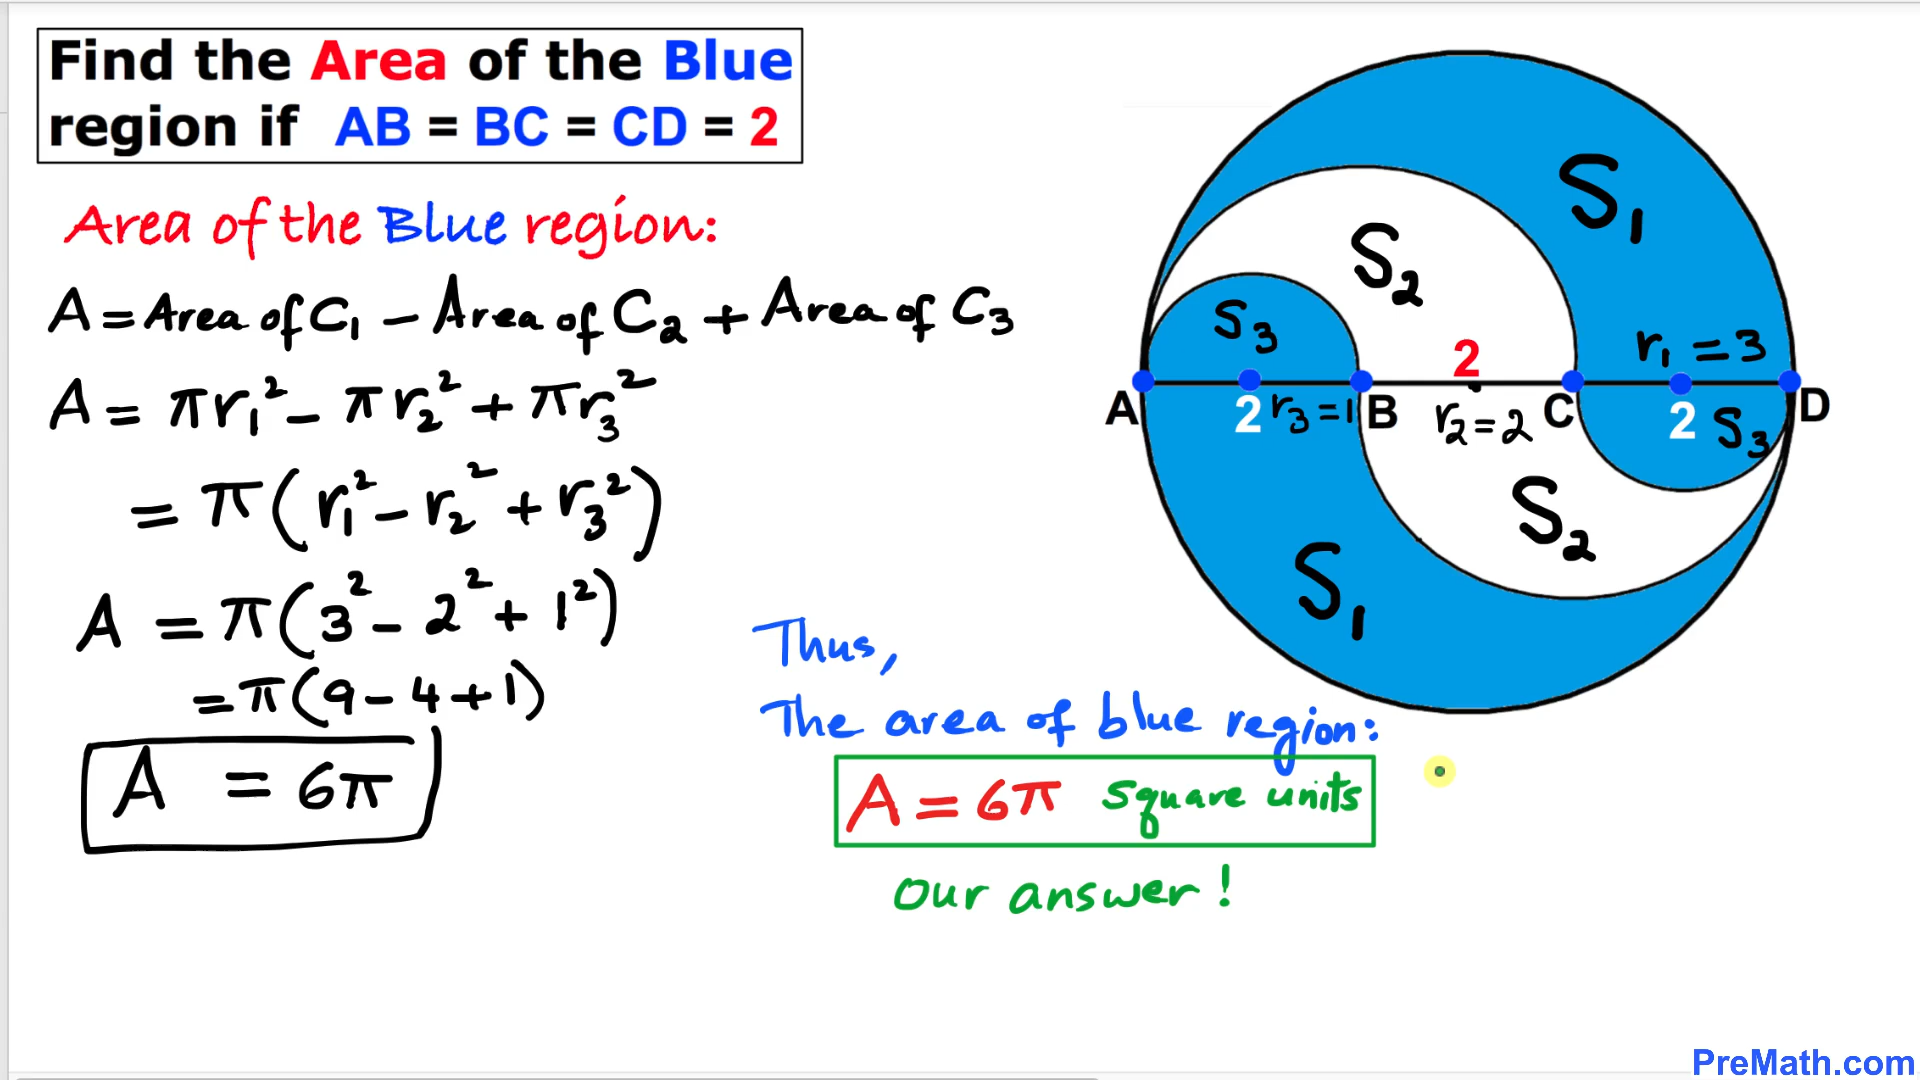 Find the Area of the Blue
region if AB = BC = CD = 2
Area of the Blue region:
A = Area of C₁ − Area of C₂ + Area of C₃
A = πr₁² − πr₂² + πr₃²
= π(r₁² − r₂² + r₃²)
A = π(3² − 2² + 1²)
= π(9 − 4 + 1)
A = 6π
Thus,
The area of blue region:
A = 6π square units
our answer!
S₁
S₂
S₃
2
r₁ = 3
A
2
r₃ = 1
B
r₂ = 2
C
2
S₃
D
S₂
S₁
PreMath.com